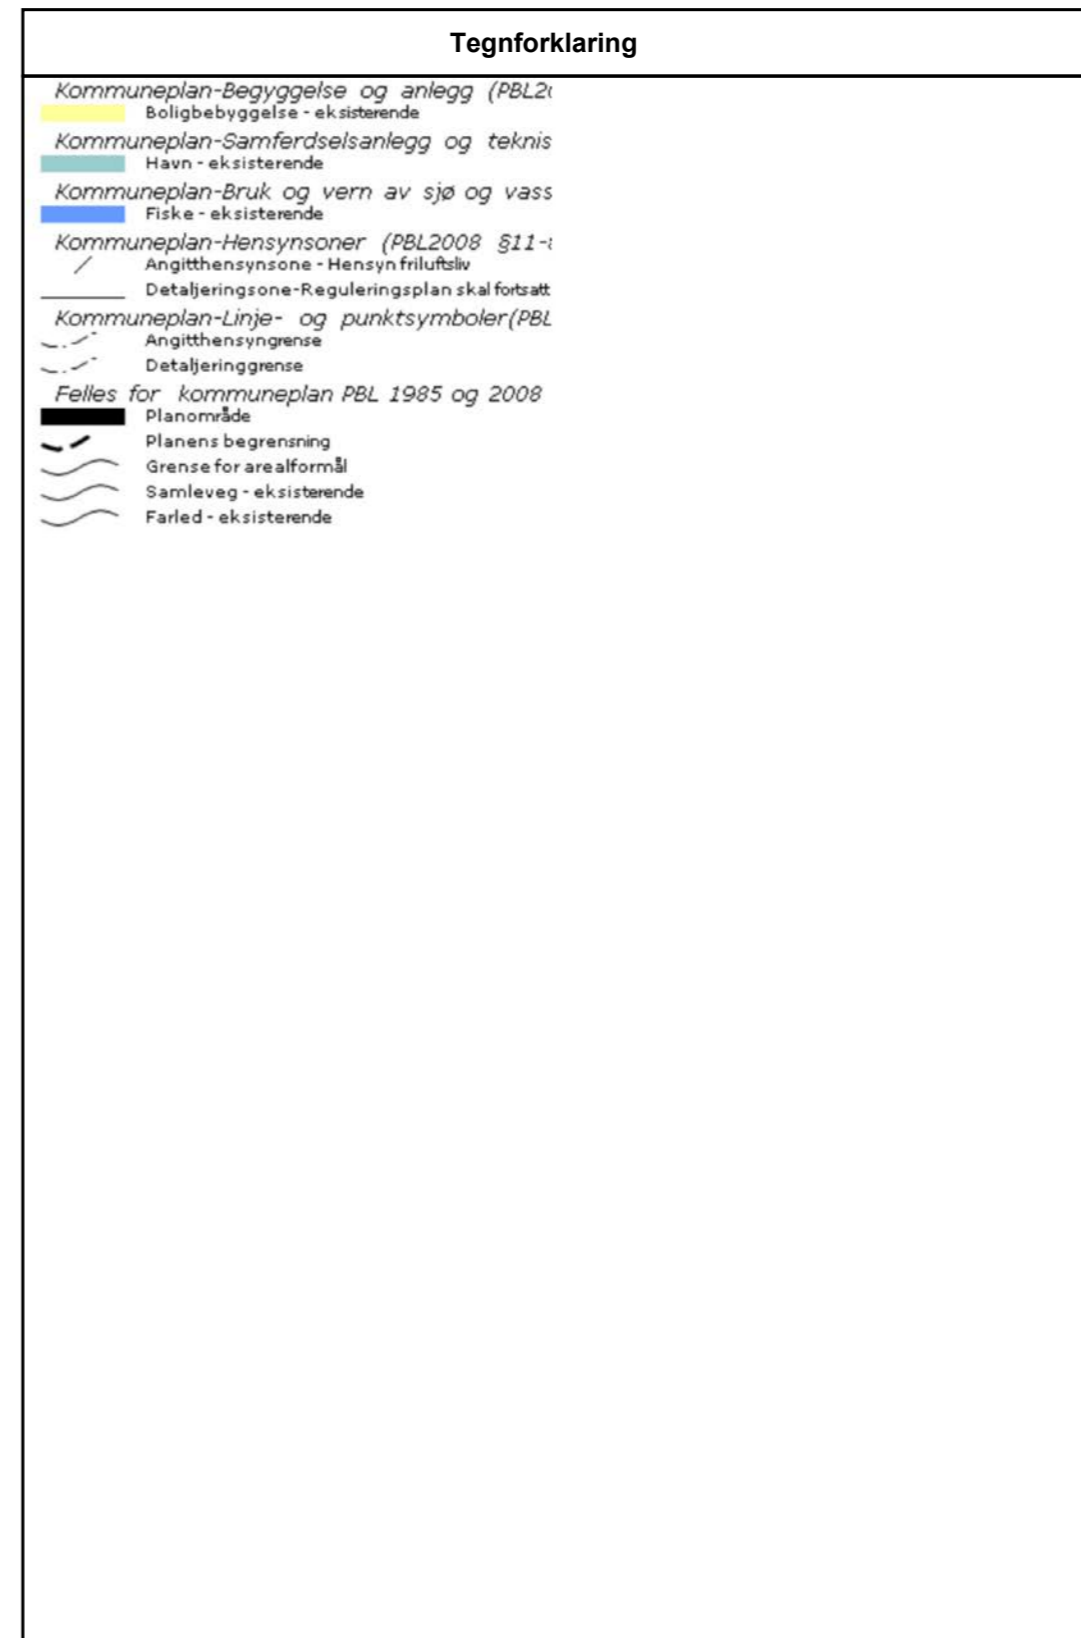 Tegnforklaring
Kommuneplan-Begyggelse og anlegg (PBL2
Boligbebyggelse - eksisterende
Kommuneplan-Samferdselsanlegg og teknis
Havn - eksisterende
Kommuneplan-Bruk og vern av sjø og vass
Fiske - eksisterende
Kommuneplan-Hensynsoner (PBL2008 §11-
Angitthensynsone - Hensyn friluftsliv
Detaljeringsone-Reguleringsplan skal fortsatt
Kommuneplan-Linje- og punktsymboler(PBL
Angitthensyngrense
Detaljeringgrense
Felles for kommuneplan PBL 1985 og 2008
Planområde
Planens begrensning
Grense for arealformål
Samleveg - eksisterende
Farled - eksisterende